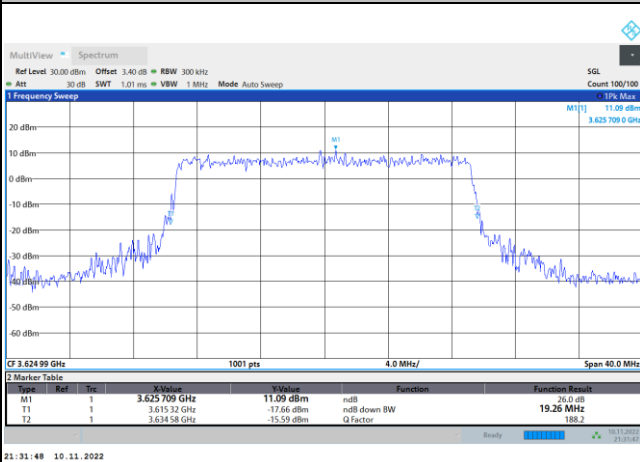 MultiView Spectrum
Ref Level 30.00 dBm Offset 3.40 dB RBW 300 kHz SGL
Att 30 dB SWT 1.01 ms VBW 1 MHz Mode Auto Sweep Count 100/100
1 Frequency Sweep 1Pk Max
M1[1] 11.09 dBm
3.625 709 0 GHz
20 dBm
M1
10 dBm
0 dBm
-10 dBm
T1
T2
-20 dBm
-30 dBm
-40 dBm
-50 dBm
-60 dBm
CF 3.624 99 GHz 1001 pts 4.0 MHz/ Span 40.0 MHz
2 Marker Table
Type Ref Trc X-Value Y-Value Function Function Result
M1 1 3.625 709 GHz 11.09 dBm ndB 26.0 dB
T1 1 3.615 32 GHz -17.66 dBm ndB down BW 19.26 MHz
T2 1 3.634 58 GHz -15.59 dBm Q Factor 188.2
Ready 10.11.2022
21:31:47
21:31:48 10.11.2022